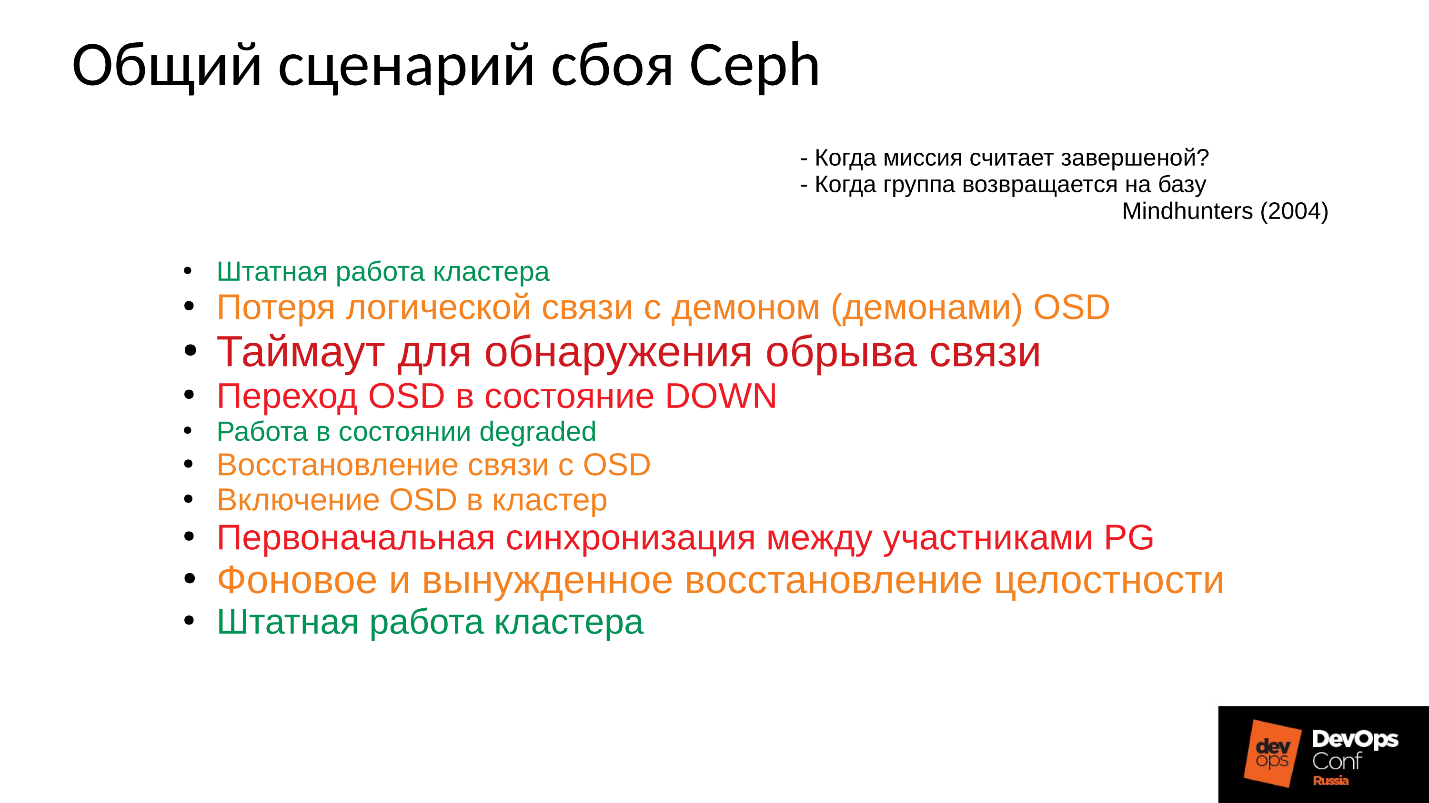 Общий сценарий сбоя Ceph
- Когда миссия считает завершеной?
- Когда группа возвращается на базу
Mindhunters (2004)
• Штатная работа кластера
• Потеря логической связи с демоном (демонами) OSD
• Таймаут для обнаружения обрыва связи
• Переход OSD в состояние DOWN
• Работа в состоянии degraded
• Восстановление связи с OSD
• Включение OSD в кластер
• Первоначальная синхронизация между участниками PG
• Фоновое и вынужденное восстановление целостности
• Штатная работа кластера
dev
ops
DevOps
Conf
Russia